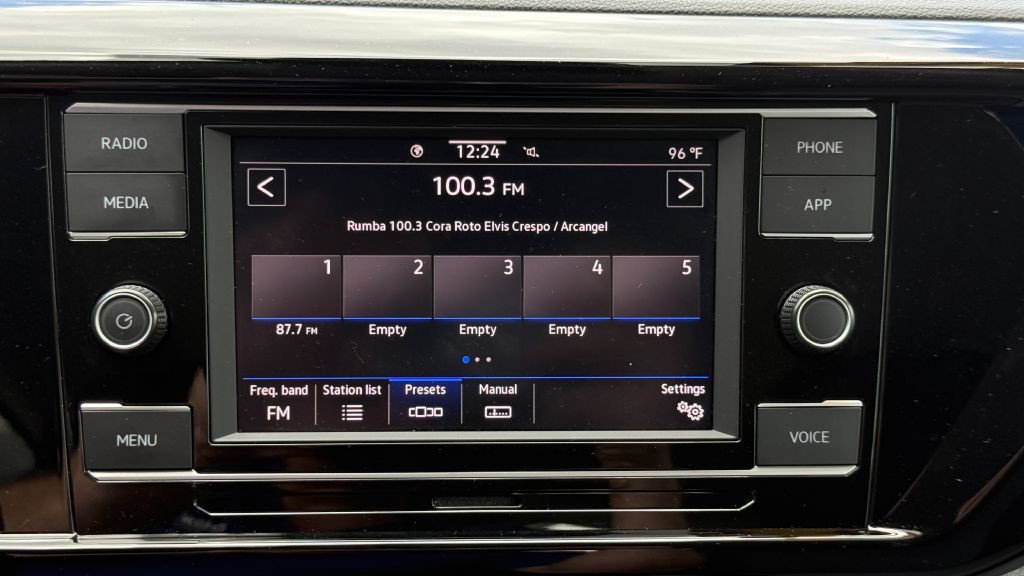 RADIO
MEDIA
MENU
12:24
96 °F
100.3 FM
Rumba 100.3 Cora Roto Elvis Crespo / Arcangel
1 2 3 4 5
87.7 FM Empty Empty Empty Empty
Freq. band Station list Presets Manual Settings
FM
PHONE
APP
VOICE